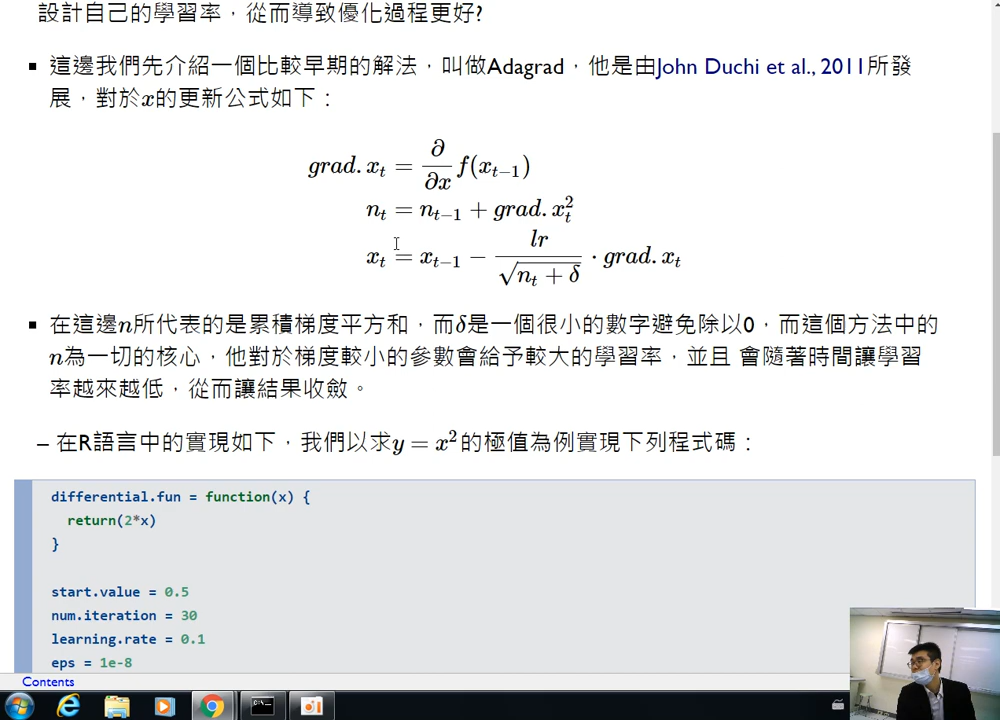 設計自己的學習率，從而導致優化過程更好?
▪ 這邊我們先介紹一個比較早期的解法，叫做Adagrad，他是由John Duchi et al., 2011所發
展，對於x的更新公式如下：
grad. x_t = ∂/∂x f(x_{t−1})
n_t = n_{t−1} + grad. x_t^2
x_t = x_{t−1} − lr/√(n_t + δ) · grad. x_t
▪ 在這邊n所代表的是累積梯度平方和，而δ是一個很小的數字避免除以0，而這個方法中的
n為一切的核心，他對於梯度較小的參數會給予較大的學習率，並且 會隨著時間讓學習
率越來越低，從而讓結果收斂。
– 在R語言中的實現如下，我們以求y = x^2的極值為例實現下列程式碼：
differential.fun = function(x) {
return(2*x)
}
start.value = 0.5
num.iteration = 30
learning.rate = 0.1
eps = 1e-8
Contents